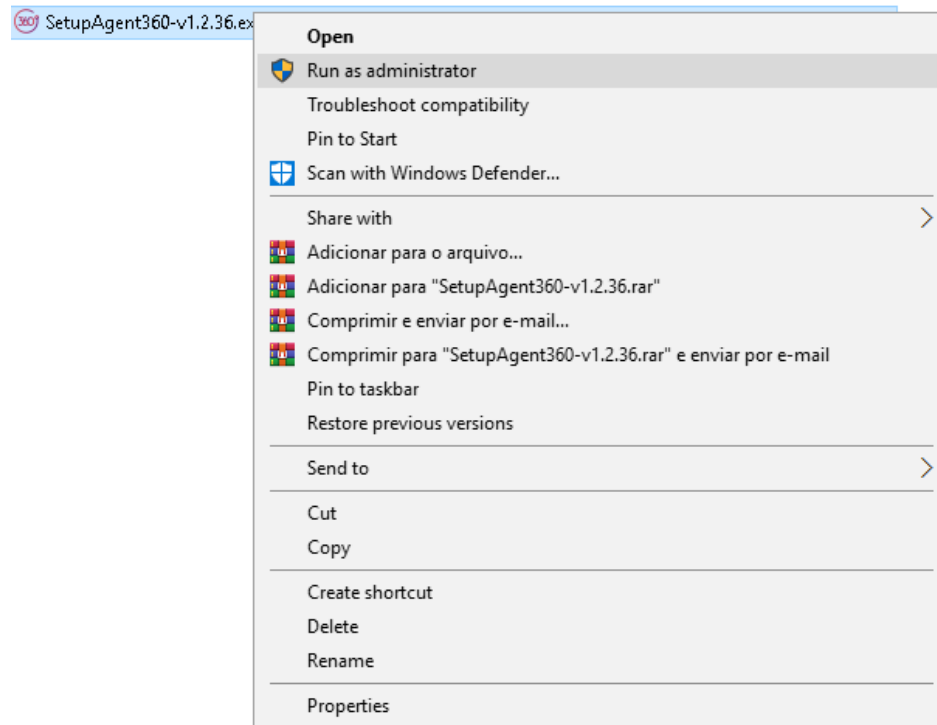 360°
SetupAgent360-v1.2.36.ex
Open
Run as administrator
Troubleshoot compatibility
Pin to Start
Scan with Windows Defender...
Share with
Adicionar para o arquivo...
Adicionar para "SetupAgent360-v1.2.36.rar"
Comprimir e enviar por e-mail...
Comprimir para "SetupAgent360-v1.2.36.rar" e enviar por e-mail
Pin to taskbar
Restore previous versions
Send to
Cut
Copy
Create shortcut
Delete
Rename
Properties